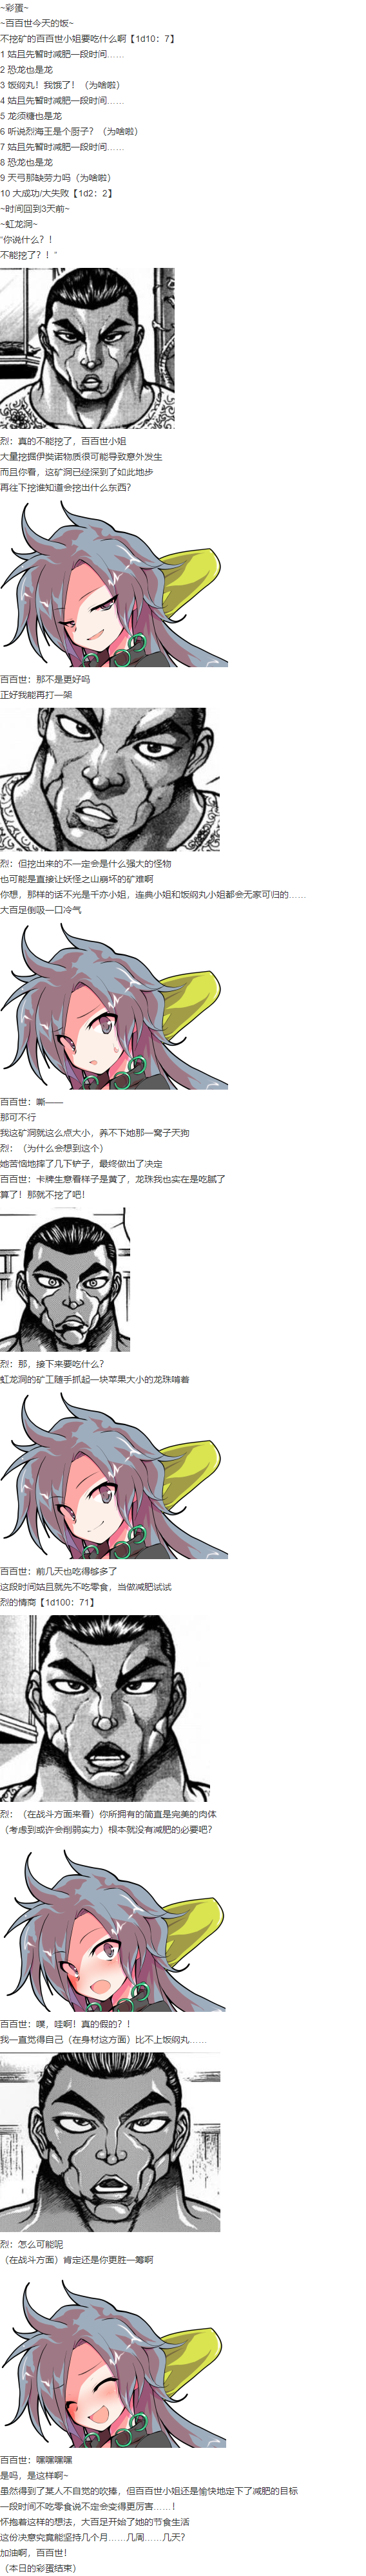 ~彩蛋~
~百百世今天的饭~
不挖矿的百百世小姐要吃什么啊【1d10：7】
1 姑且先暂时减肥一段时间……
2 恐龙也是龙
3 饭纲丸！我饿了！（为啥啦）
4 姑且先暂时减肥一段时间……
5 龙须糖也是龙
6 听说烈海王是个厨子？（为啥啦）
7 姑且先暂时减肥一段时间……
8 恐龙也是龙
9 天弓那缺劳力吗（为啥啦）
10 大成功/大失败【1d2：2】
~时间回到3天前~
~虹龙洞~
“你说什么？！
不能挖了？！”
烈：真的不能挖了，百百世小姐
大量挖掘伊奘诺物质很可能导致意外发生
而且你看，这矿洞已经深到了如此地步
再往下挖谁知道会挖出什么东西？
百百世：那不是更好吗
正好我能再打一架
烈：但挖出来的不一定会是什么强大的怪物
也可能是直接让妖怪之山崩坏的矿难啊
你想，那样的话不光是千亦小姐，连典小姐和饭纲丸小姐都会无家可归的……
大百足倒吸一口冷气
百百世：嘶——
那可不行
我这矿洞就这么点大小，养不下她那一窝子天狗
烈：（为什么会想到这个）
她苦恼地挥了几下铲子，最终做出了决定
百百世：卡牌生意看样子是黄了，龙珠我也实在是吃腻了
算了！那就不挖了吧！
烈：那，接下来要吃什么？
虹龙洞的矿工随手抓起一块苹果大小的龙珠啃着
百百世：前几天也吃得够多了
这段时间姑且就先不吃零食，当做减肥试试
烈的情商【1d100：71】
烈：（在战斗方面来看）你所拥有的简直是完美的肉体
（考虑到或许会削弱实力）根本就没有减肥的必要吧？
百百世：噗，哇啊！真的假的？！
我一直觉得自己（在身材这方面）比不上饭纲丸……
烈：怎么可能呢
（在战斗方面）肯定还是你更胜一筹啊
百百世：嘿嘿嘿嘿
是吗，是这样啊~
虽然得到了某人不自觉的吹捧，但百百世小姐还是愉快地定下了减肥的目标
一段时间不吃零食说不定会变得更厉害……！
怀抱着这样的想法，大百足开始了她的节食生活
这份决意究竟能坚持几个月……几周……几天？
加油啊，百百世！
（本日的彩蛋结束）